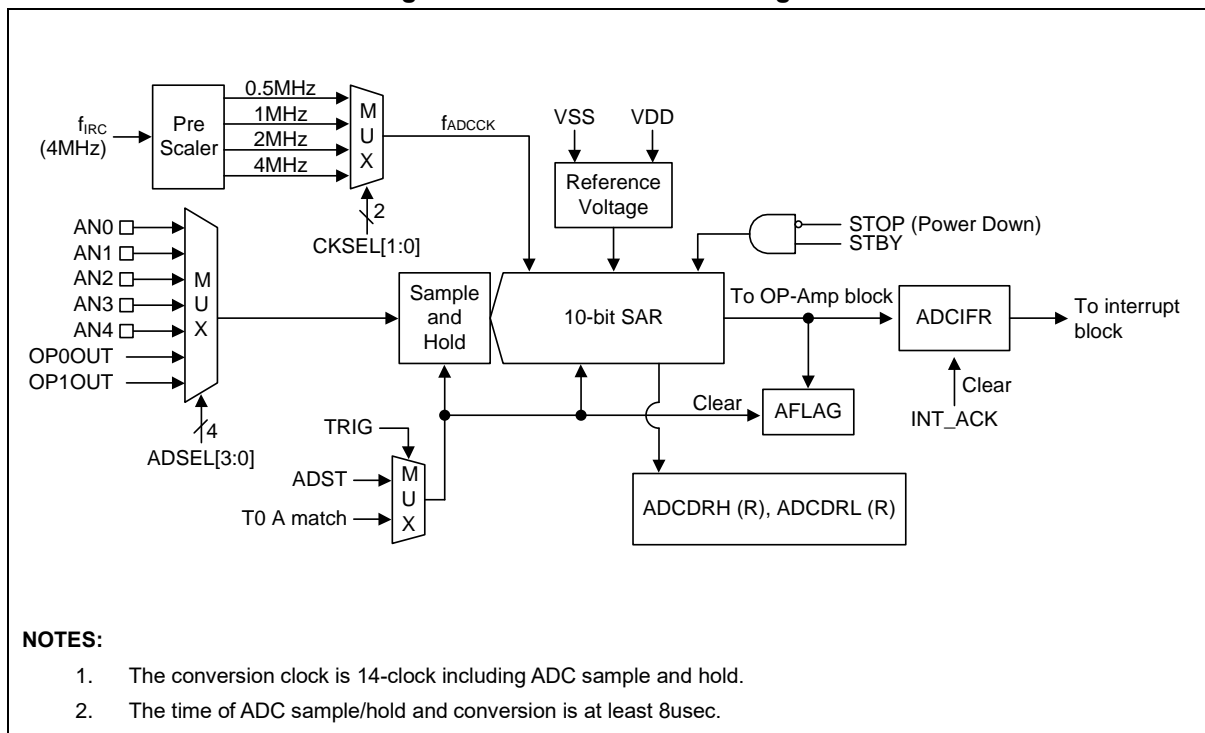 0.5MHz
1MHz
2MHz
4MHz
fIRC
(4MHz)
Pre
Scaler
M
U
X
fADCCK
2
CKSEL[1:0]
VSS
VDD
Reference
Voltage
STOP (Power Down)
STBY
AN0
AN1
AN2
AN3
AN4
OP0OUT
OP1OUT
M
U
X
4
ADSEL[3:0]
Sample
and
Hold
10-bit SAR
To OP-Amp block
ADCIFR
To interrupt
block
Clear
INT_ACK
Clear
AFLAG
TRIG
ADST
T0 A match
M
U
X
ADCDRH (R), ADCDRL (R)
NOTES:
1. The conversion clock is 14-clock including ADC sample and hold.
2. The time of ADC sample/hold and conversion is at least 8usec.